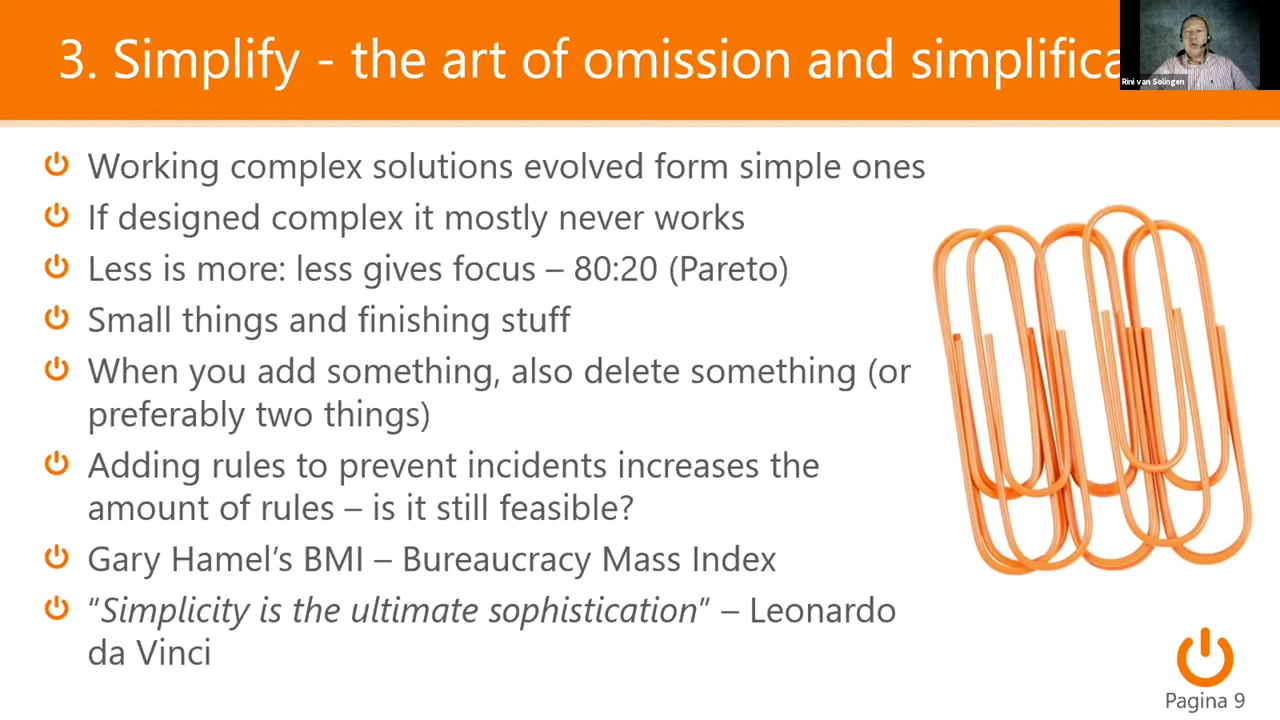 3. Simplify - the art of omission and simplifica
Rini van Solingen
Working complex solutions evolved form simple ones
If designed complex it mostly never works
Less is more: less gives focus – 80:20 (Pareto)
Small things and finishing stuff
When you add something, also delete something (or
preferably two things)
Adding rules to prevent incidents increases the
amount of rules – is it still feasible?
Gary Hamel’s BMI – Bureaucracy Mass Index
“Simplicity is the ultimate sophistication” – Leonardo
da Vinci
Pagina 9